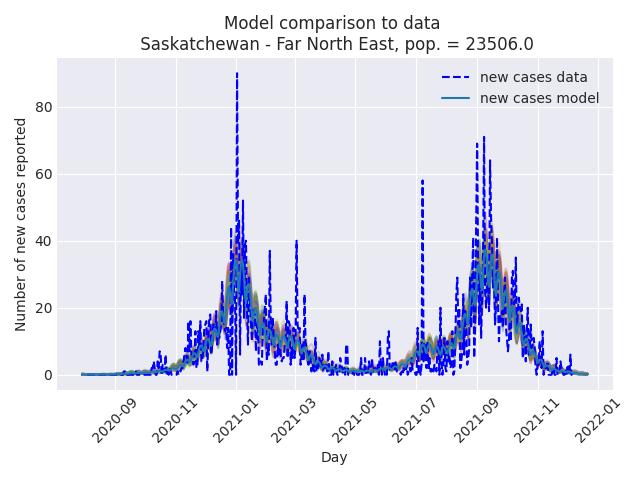 Model comparison to data
Saskatchewan - Far North East, pop. = 23506.0
new cases data
new cases model
Number of new cases reported
80
60
40
20
0
2020-09
2020-11
2021-01
2021-03
2021-05
2021-07
2021-09
2021-11
2022-01
Day